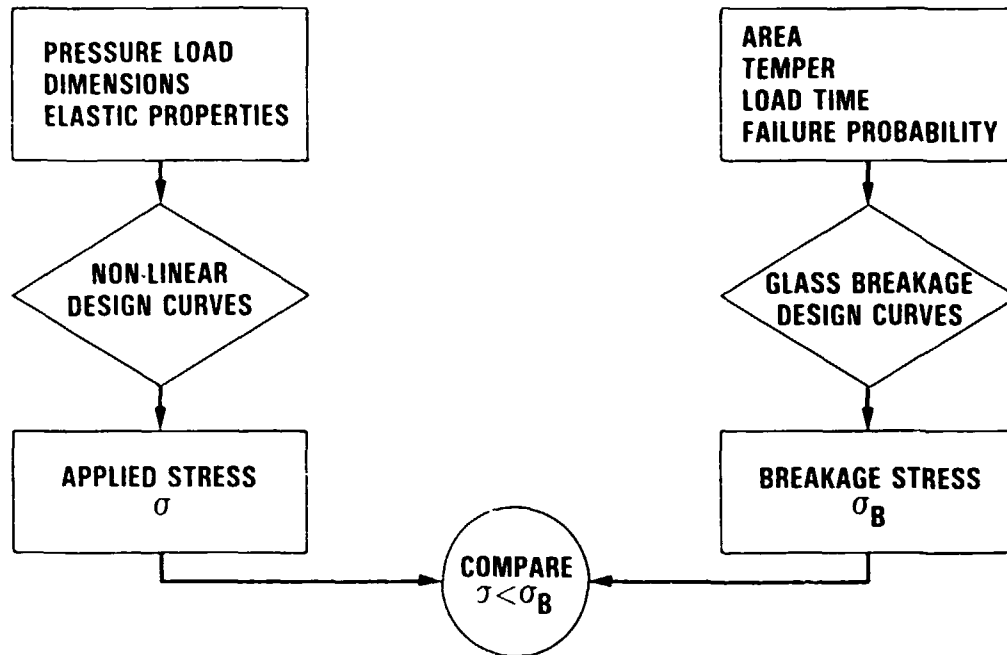 PRESSURE LOAD
DIMENSIONS
ELASTIC PROPERTIES
NON-LINEAR
DESIGN CURVES
APPLIED STRESS
σ
AREA
TEMPER
LOAD TIME
FAILURE PROBABILITY
GLASS BREAKAGE
DESIGN CURVES
BREAKAGE STRESS
σB
COMPARE
σ<σB